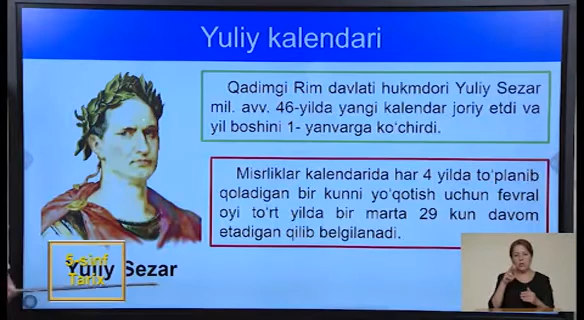 Yuliy kalendari
Qadimgi Rim davlati hukmdori Yuliy Sezar
mil. avv. 46-yilda yangi kalendar joriy etdi va
yil boshini 1- yanvarga ko‘chirdi.
Misrliklar kalendarida har 4 yilda to‘planib
qoladigan bir kunni yo‘qotish uchun fevral
oyi to‘rt yilda bir marta 29 kun davom
etadigan qilib belgilanadi.
Yuliy Sezar
5-sinf
Tarix